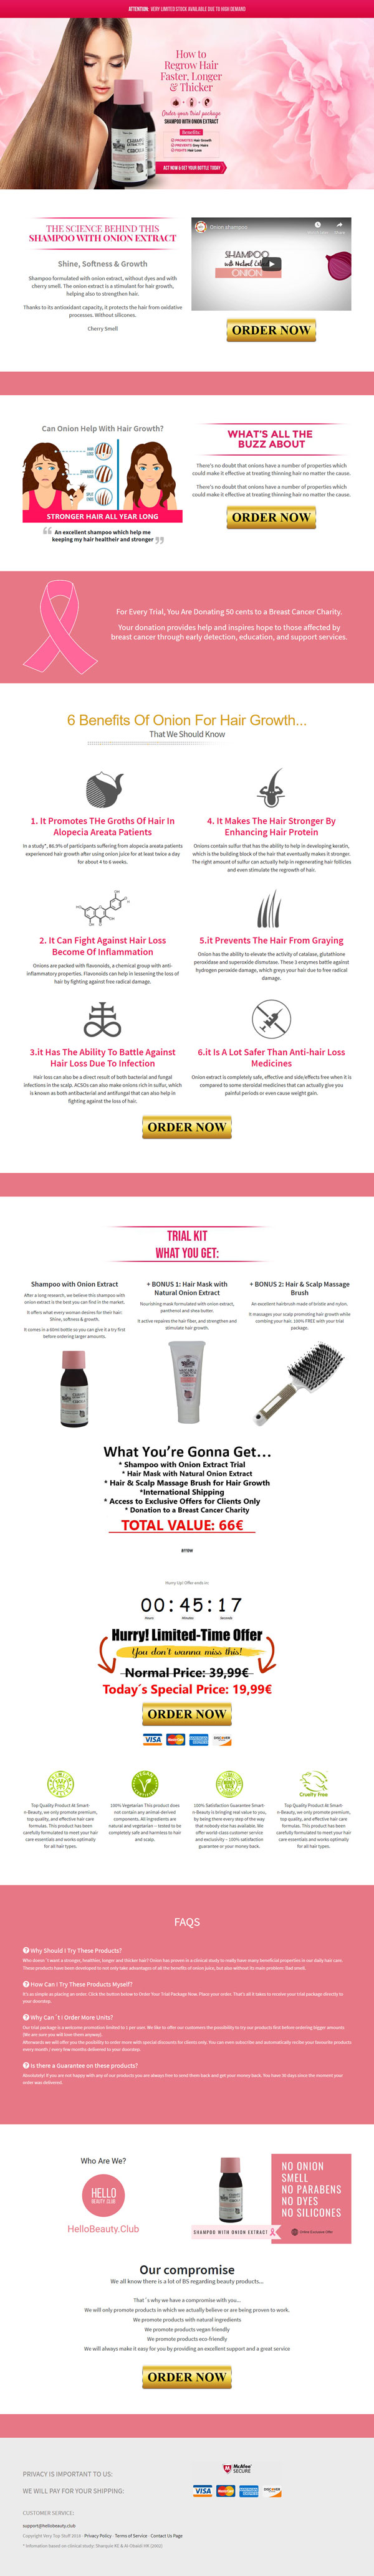 ATTENTION: VERY LIMITED STOCK AVAILABLE DUE TO HIGH DEMAND
How to
Regrow Hair
Faster, Longer
& Thicker
Order your trial package
SHAMPOO WITH ONION EXTRACT
Benefits:
PROMOTES Hair Growth
PREVENTS Grey Hairs
FIGHTS Hair Loss
ACT NOW & GET YOUR BOTTLE TODAY
THE SCIENCE BEHIND THIS
SHAMPOO WITH ONION EXTRACT
Shine, Softness & Growth
Shampoo formulated with onion extract, without dyes and with
cherry smell. The onion extract is a stimulant for hair growth,
helping also to strengthen hair.
Thanks to its antioxidant capacity, it protects the hair from oxidative
processes. Without silicones.
Cherry Smell
Onion shampoo
SHAMPOO
ONION
ORDER NOW
Can Onion Help With Hair Growth?
STRONGER HAIR ALL YEAR LONG
An excellent shampoo which help me
keeping my hair healtheir and stronger
WHAT'S ALL THE
BUZZ ABOUT
There's no doubt that onions have a number of properties which
could make it effective at treating thinning hair no matter the cause.
There's no doubt that onions have a number of properties which
could make it effective at treating thinning hair no matter the cause.
ORDER NOW
For Every Trial, You Are Donating 50 cents to a Breast Cancer Charity.
Your donation provides help and inspires hope to those affected by
breast cancer through early detection, education, and support services.
6 Benefits Of Onion For Hair Growth...
That We Should Know
1. It Promotes THe Groths Of Hair In
Alopecia Areata Patients
In a study*, 86.9% of participants suffering from alopecia areata patients
experienced hair growth after using onion juice for at least twice a day
for about 4 to 6 weeks.
4. It Makes The Hair Stronger By
Enhancing Hair Protein
Onions contain sulfur that has the ability to help in developing keatin,
which is the building block of the hair that eventually makes it stronger.
The right amount of sulfur can actually help in regenerating hair follicles
and even stimulate the regrowth of hair.
2. It Can Fight Against Hair Loss
Become Of Inflammation
Onions are packed with flavonoids, a chemical group with anti-
inflammatory properties. Flavonoids can help in lessening the loss of
hair by fighting against free radical damage.
5.it Prevents The Hair From Graying
Onion has the ability to elevate the activity of catalase, glutathione
peroxidase and superoxide dismutase. These 3 enzymes battle against
hydrogen peroxide damage, which greys your hair due to free radical
damage.
3.it Has The Ability To Battle Against
Hair Loss Due To Infection
Hair loss can also be a direct result of both bacterial and fungal
infections in the scalp. ACSOs can also make onions rich in sulfur, which
is known as both antibacterial and antifungal that can also help in
fighting against the loss of hair.
6.it Is A Lot Safer Than Anti-hair Loss
Medicines
Onion extract is completely safe, effective and side/effects free when it is
compared to some steroidal medicines that can actually give you
painful periods or even cause weight gain.
ORDER NOW
TRIAL KIT
WHAT YOU GET:
Shampoo with Onion Extract
After a long research, we believe this shampoo with
onion extract is the best you can find in the market.
It offers what every woman desires for their hair:
Shine, softness & growth.
It comes in a 60ml bottle so you can give it a try first
before ordering larger amounts.
+ BONUS 1: Hair Mask with
Natural Onion Extract
Nourishing mask formulated with onion extract,
panthenol and shea butter.
It active repairs the hair fiber, and strengthen and
stimulate hair growth.
+ BONUS 2: Hair & Scalp Massage
Brush
An excellent hairbrush made of bristle and nylon.
It massages your scalp promoting hair growth while
combing your hair. 100% FREE with your trial
package.
What You're Gonna Get...
* Shampoo with Onion Extract Trial
* Hair Mask with Natural Onion Extract
* Hair & Scalp Massage Brush for Hair Growth
*International Shipping
* Access to Exclusive Offers for Clients Only
* Donation to a Breast Cancer Charity
TOTAL VALUE: 66€
arrow
Hurry Up! Offer ends in:
00:45:17
Hours Minutes Seconds
Hurry! Limited-Time Offer
You don't wanna miss this!
Normal Price: 39,99€
Today´s Special Price: 19,99€
ORDER NOW
VISA MasterCard AMERICAN EXPRESS DISCOVER
VEGAN
Cruelty Free
Top Quality Product At Smart-
n-Beauty, we only promote premium,
top quality, and effective hair care
formulas. This product has been
carefully formulated to meet your hair
care essentials and works optimally
for all hair types.
100% Vegetarian This product does
not contain any animal-derived
components. All ingredients are
natural and vegetarian – tested to be
completely safe and harmless to hair
and scalp.
100% Satisfaction Guarantee Smart-
n-Beauty is bringing real value to you,
by being there every step of the way
that nobody else has available. We
offer world-class customer service
and exclusivity – 100% satisfaction
guarantee or your money back.
Top Quality Product At Smart-
n-Beauty, we only promote premium,
top quality, and effective hair care
formulas. This product has been
carefully formulated to meet your hair
care essentials and works optimally
for all hair types.
FAQS
Why Should I Try These Products?
How Can I Try These Products Myself?
Why Can´t I Order More Units?
Is there a Guarantee on these products?
Who Are We?
HELLO
BEAUTY CLUB
HelloBeauty.Club
SHAMPOO WITH ONION EXTRACT
NO ONION
SMELL
NO PARABENS
NO DYES
NO SILICONES
Online Exclusive Offer
Our compromise
We all know there is a lot of BS regarding beauty products...
That´s why we have a compromise with you...
We will only promote products in which we actually believe or are being proven to work.
We promote products with natural ingredients
We promote products vegan friendly
We promote products eco-friendly
We will always make it easy for you by providing an excellent support and a great service
ORDER NOW
PRIVACY IS IMPORTANT TO US:
McAfee
SECURE
WE WILL PAY FOR YOUR SHIPPING:
VISA MasterCard AMERICAN EXPRESS DISCOVER
CUSTOMER SERVICE:
support@hellobeauty.club
Copyright Very Top Stuff 2018 · Privacy Policy · Terms of Service · Contact Us Page